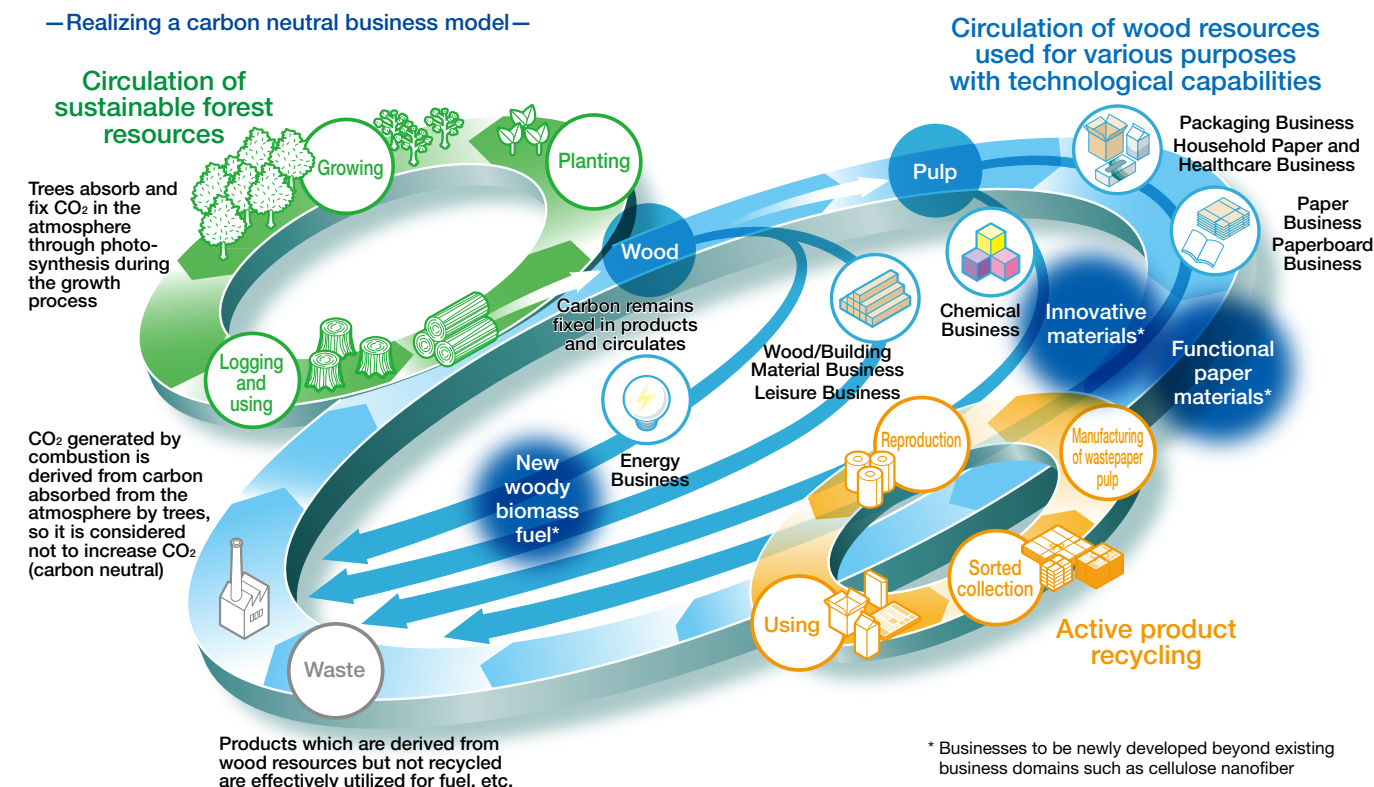 —Realizing a carbon neutral business model—
Circulation of
sustainable forest
resources
Circulation of wood resources
used for various purposes
with technological capabilities
Growing
Planting
Trees absorb and
fix CO₂ in the
atmosphere
through photo-
synthesis during
the growth
process
Logging
and
using
Wood
Carbon remains
fixed in products
and circulates
Pulp
Packaging Business
Household Paper and
Healthcare Business
Paper
Business
Paperboard
Business
Chemical
Business
Innovative
materials*
Functional
paper
materials*
Wood/Building
Material Business
Leisure Business
Energy
Business
New
woody
biomass
fuel*
CO₂ generated by
combustion is
derived from carbon
absorbed from the
atmosphere by trees,
so it is considered
not to increase CO₂
(carbon neutral)
Reproduction
Manufacturing
of wastepaper
pulp
Sorted
collection
Using
Active product
recycling
Waste
Products which are derived from
wood resources but not recycled
are effectively utilized for fuel, etc.
* Businesses to be newly developed beyond existing
business domains such as cellulose nanofiber